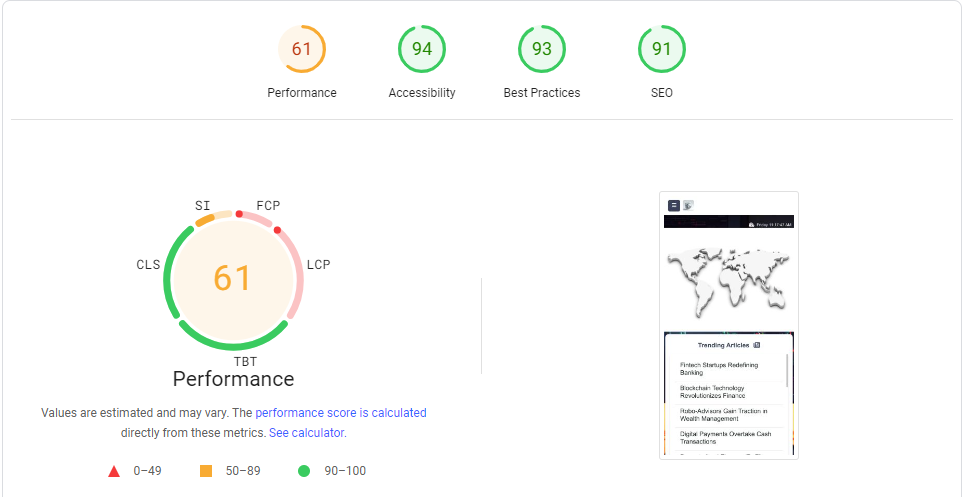 61
94
93
91
Performance
Accessibility
Best Practices
SEO
SI
FCP
CLS
LCP
61
TBT
Performance
Values are estimated and may vary. The performance score is calculated
directly from these metrics. See calculator.
0–49
50–89
90–100
Friday 11:17:47 AM
Trending Articles
Fintech Startups Redefining
Banking
Blockchain Technology
Revolutionizes Finance
Robo-Advisors Gain Traction in
Wealth Management
Digital Payments Overtake Cash
Transactions